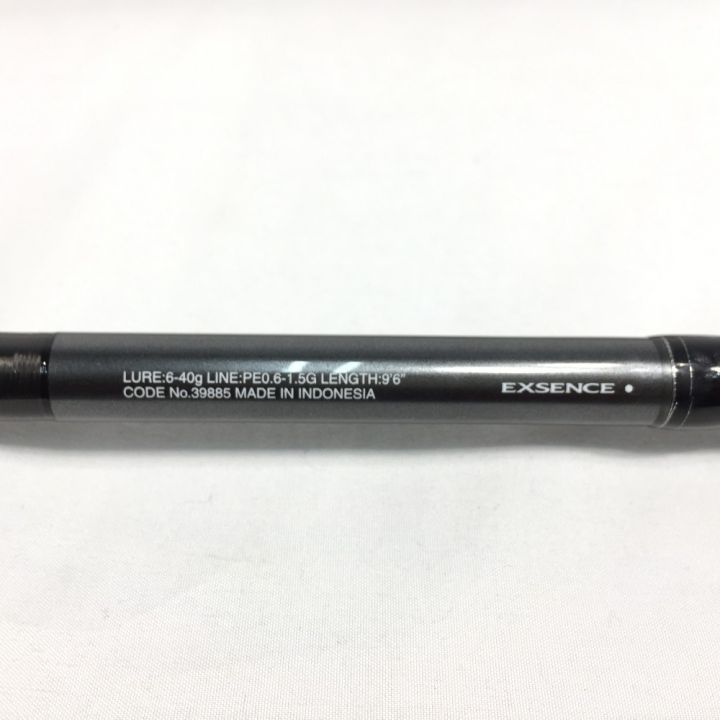 LURE:6-40g LINE:PE0.6-1.5G LENGTH:9'6"
CODE No.39885 MADE IN INDONESIA
EXSENCE